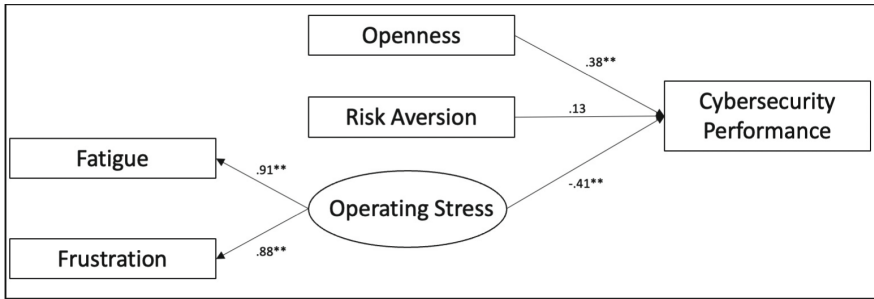 Openness
.38**
Risk Aversion
.13
Cybersecurity
Performance
Fatigue
.91**
Operating Stress
-.41**
Frustration
.88**